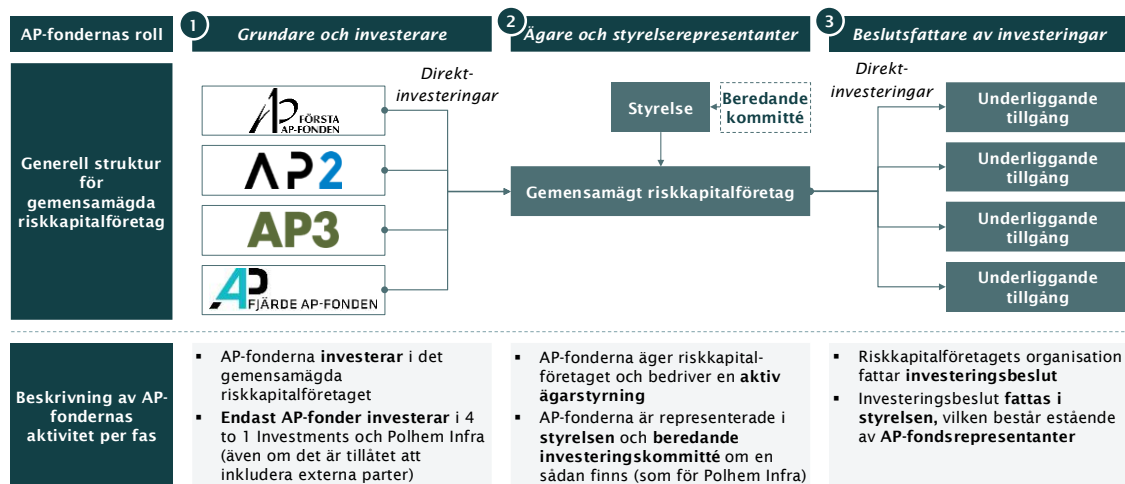 AP-fondernas roll
1
Grundare och investerare
2
Ägare och styrelserepresentanter
3
Beslutsfattare av investeringar
Generell struktur
för
gemensamägda
riskkapitalföretag
FÖRSTA
AP-FONDEN
AP2
AP3
AP
FJÄRDE AP-FONDEN
Direkt-
investeringar
Styrelse
Beredande
kommitté
Gemensamägt riskkapitalföretag
Direkt-
investeringar
Underliggande
tillgång
Underliggande
tillgång
Underliggande
tillgång
Underliggande
tillgång
Beskrivning av AP-
fondernas
aktivitet per fas
▪ AP-fonderna investerar i det
gemensamägda
riskkapitalföretaget
▪ Endast AP-fonder investerar i 4
to 1 Investments och Polhem Infra
(även om det är tillåtet att
inkludera externa parter)
▪ AP-fonderna äger riskkapital-
företaget och bedriver en aktiv
ägarstyrning
▪ AP-fonderna är representerade i
styrelsen och beredande
investeringskommitté om en
sådan finns (som för Polhem Infra)
▪ Riskkapitalföretagets organisation
fattar investeringsbeslut
▪ Investeringsbeslut fattas i
styrelsen, vilken består estående
av AP-fondsrepresentanter